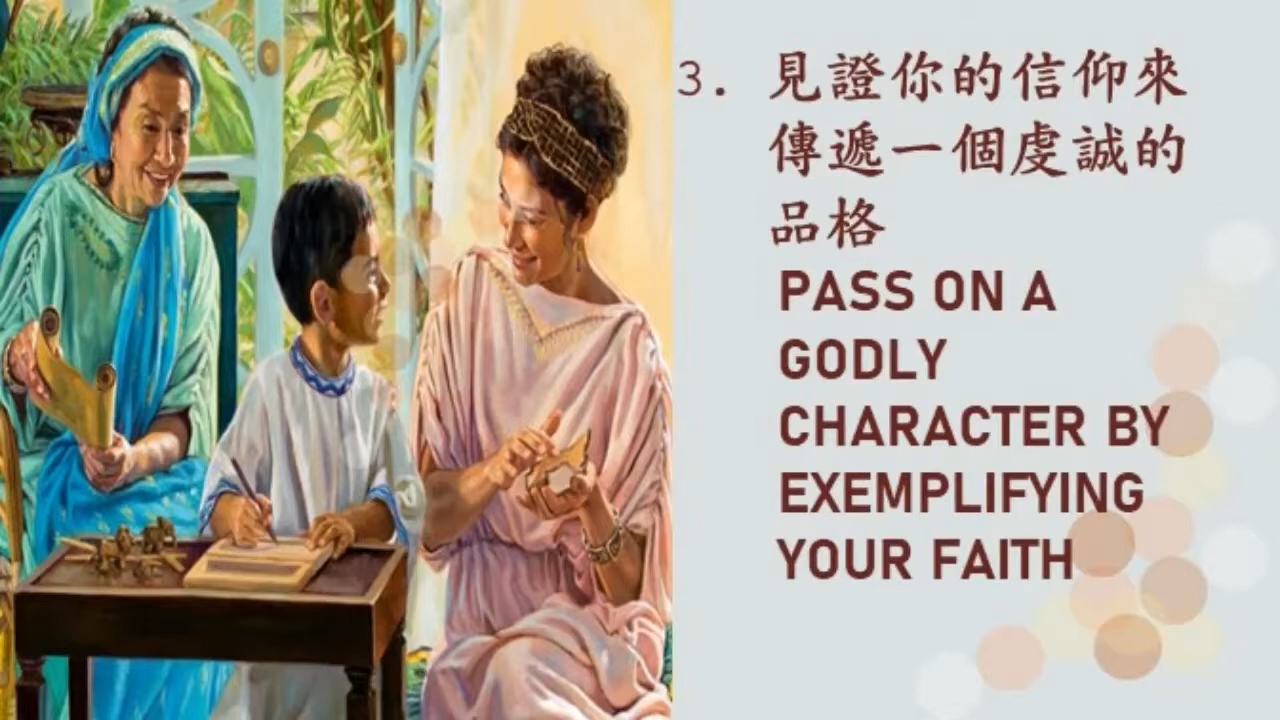 3. 見證你的信仰來
傳遞一個虔誠的
品格
PASS ON A
GODLY
CHARACTER BY
EXEMPLIFYING
YOUR FAITH